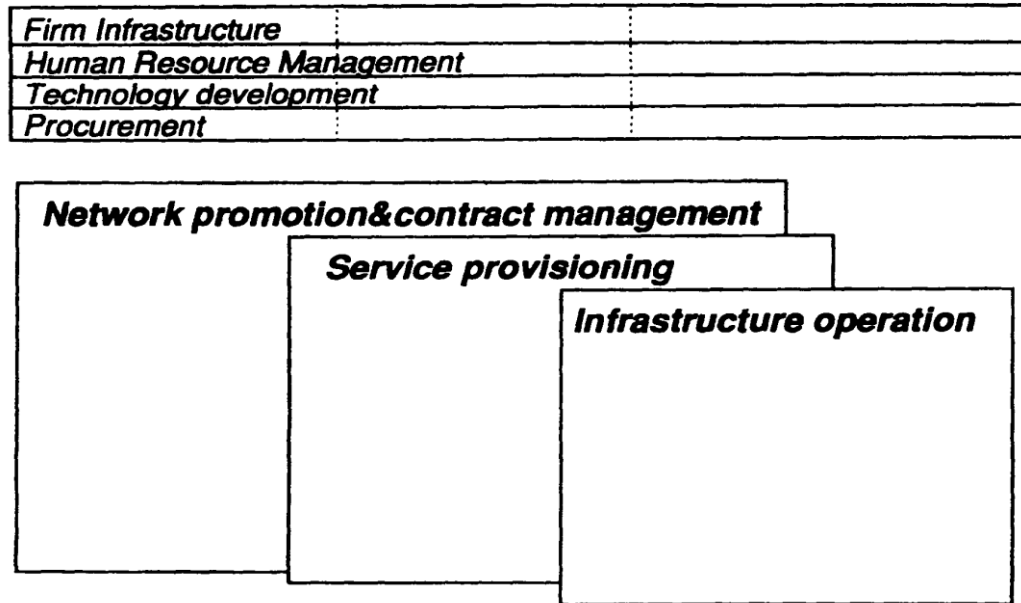 Firm Infrastructure
Human Resource Management
Technology development
Procurement
Network promotion&contract management
Service provisioning
Infrastructure operation